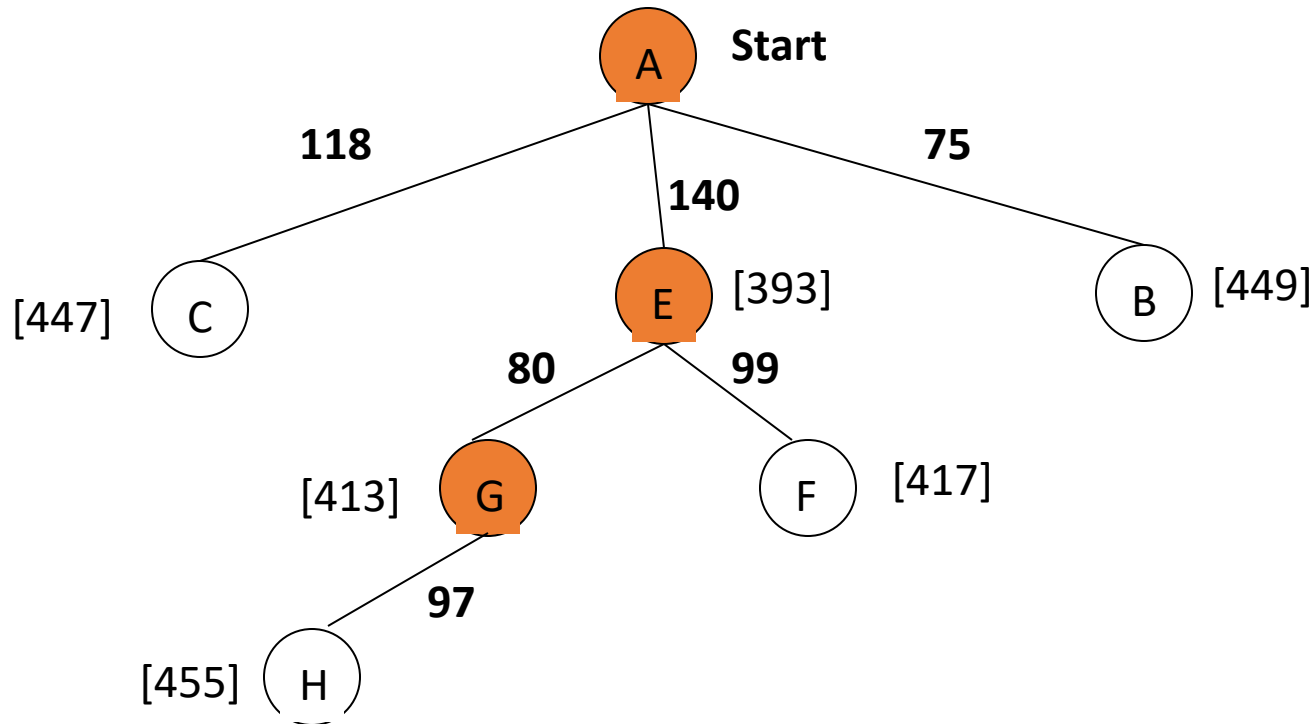 A Start
118
75
140
[447] C
E [393]
B [449]
80
99
[413] G
F [417]
97
[455] H